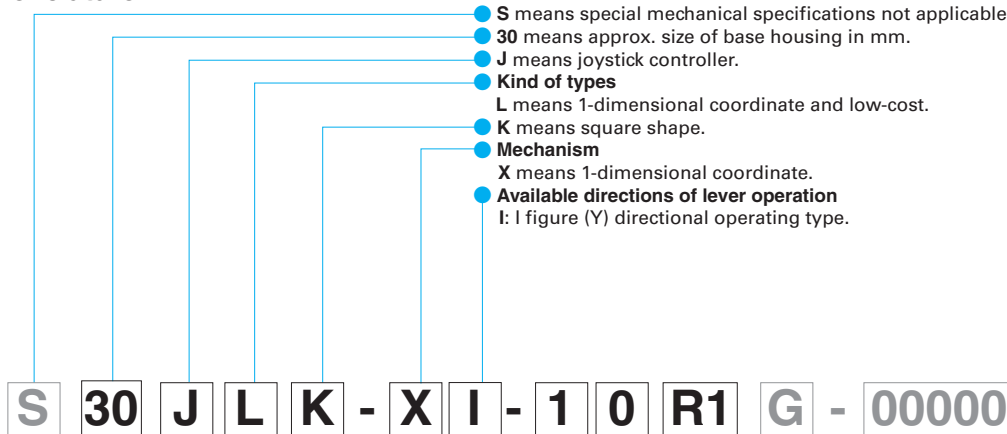 S means special mechanical specifications not applicable
30 means approx. size of base housing in mm.
J means joystick controller.
Kind of types
L means 1-dimensional coordinate and low-cost.
K means square shape.
Mechanism
X means 1-dimensional coordinate.
Available directions of lever operation
I: I figure (Y) directional operating type.
S 30 J L K - X I - 1 0 R1 G - 00000